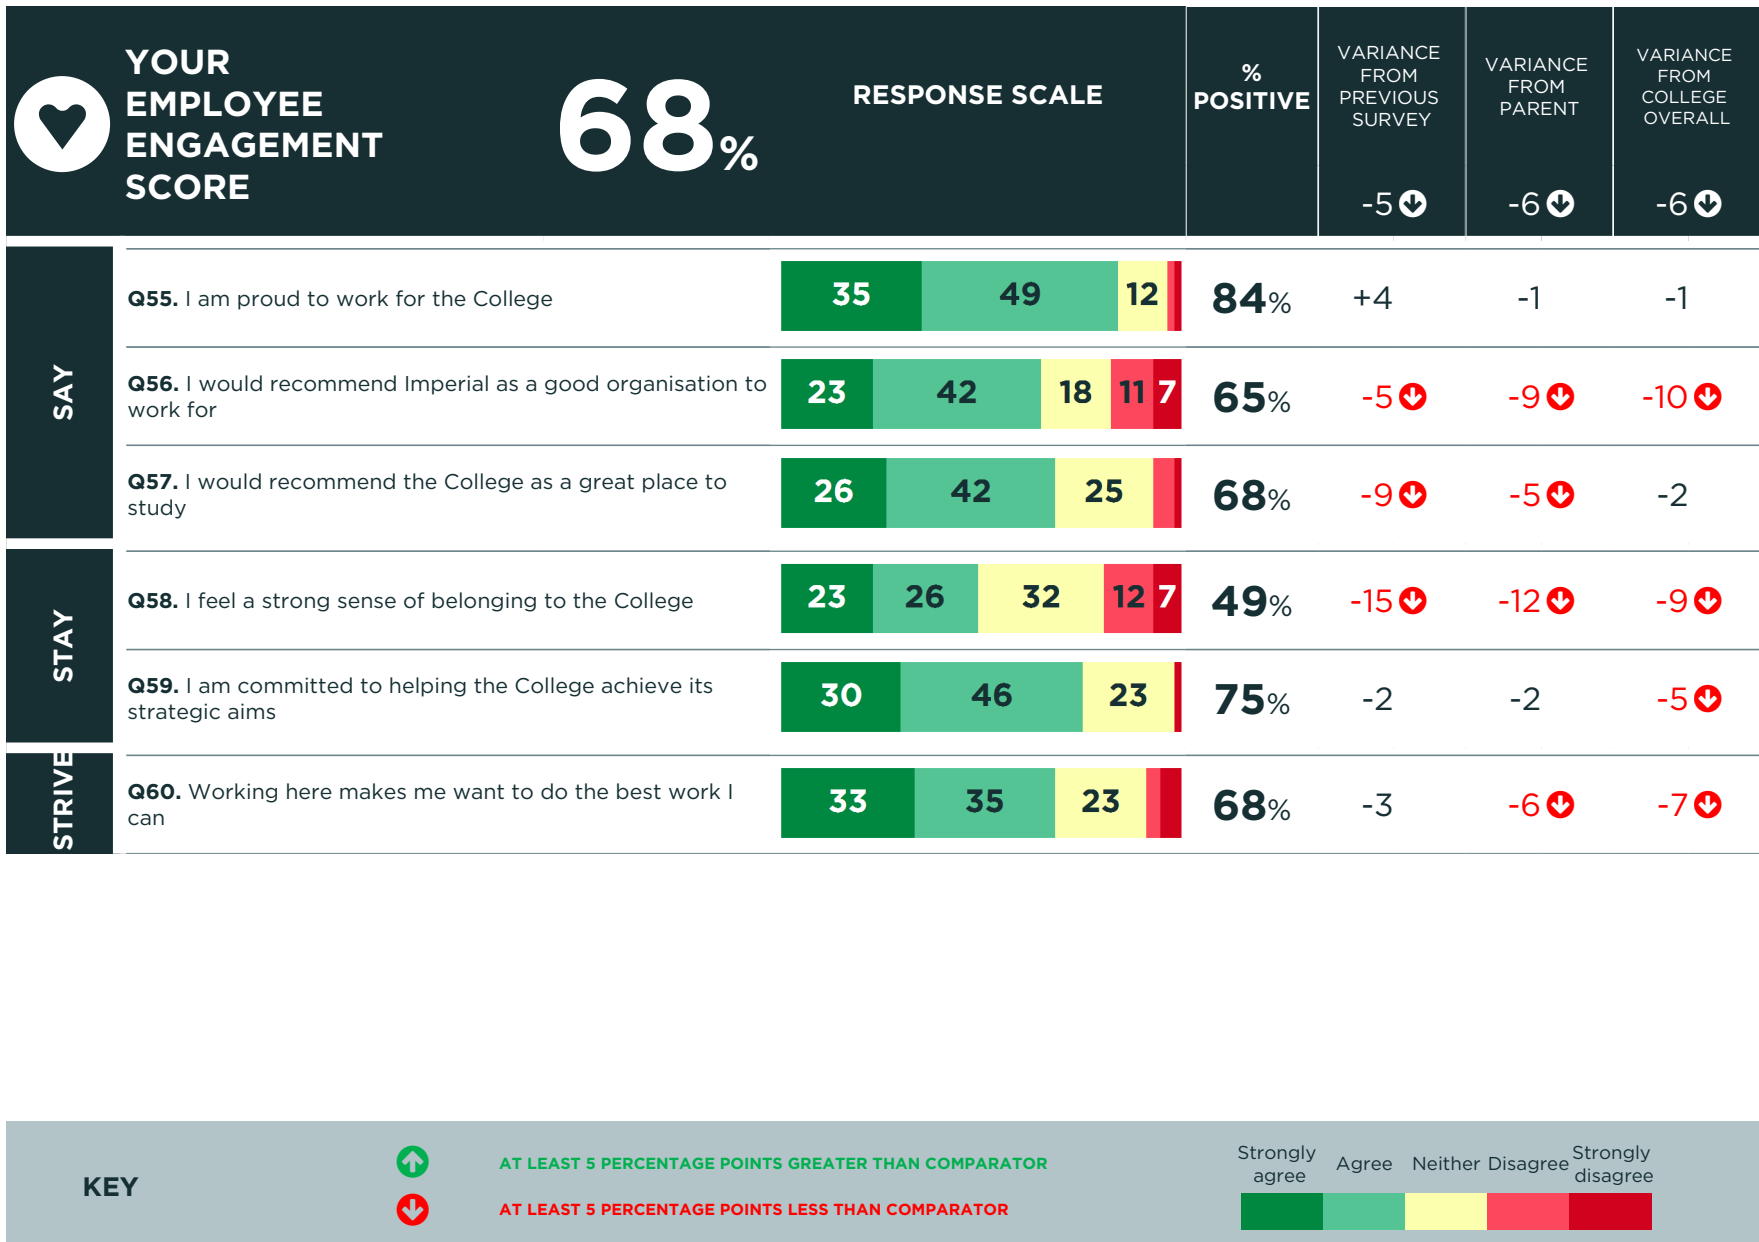 YOUR
EMPLOYEE
ENGAGEMENT
SCORE
68%
RESPONSE SCALE
%
POSITIVE
VARIANCE
FROM
PREVIOUS
SURVEY
-5
VARIANCE
FROM
PARENT
-6
VARIANCE
FROM
COLLEGE
OVERALL
-6
SAY
Q55. I am proud to work for the College
35 49 12
84% +4 -1 -1
Q56. I would recommend Imperial as a good organisation to
work for
23 42 18 11 7
65% -5 -9 -10
Q57. I would recommend the College as a great place to
study
26 42 25
68% -9 -5 -2
STAY
Q58. I feel a strong sense of belonging to the College
23 26 32 12 7
49% -15 -12 -9
Q59. I am committed to helping the College achieve its
strategic aims
30 46 23
75% -2 -2 -5
STRIVE
Q60. Working here makes me want to do the best work I
can
33 35 23
68% -3 -6 -7
KEY
AT LEAST 5 PERCENTAGE POINTS GREATER THAN COMPARATOR
AT LEAST 5 PERCENTAGE POINTS LESS THAN COMPARATOR
Strongly
agree
Agree
Neither
Disagree
Strongly
disagree